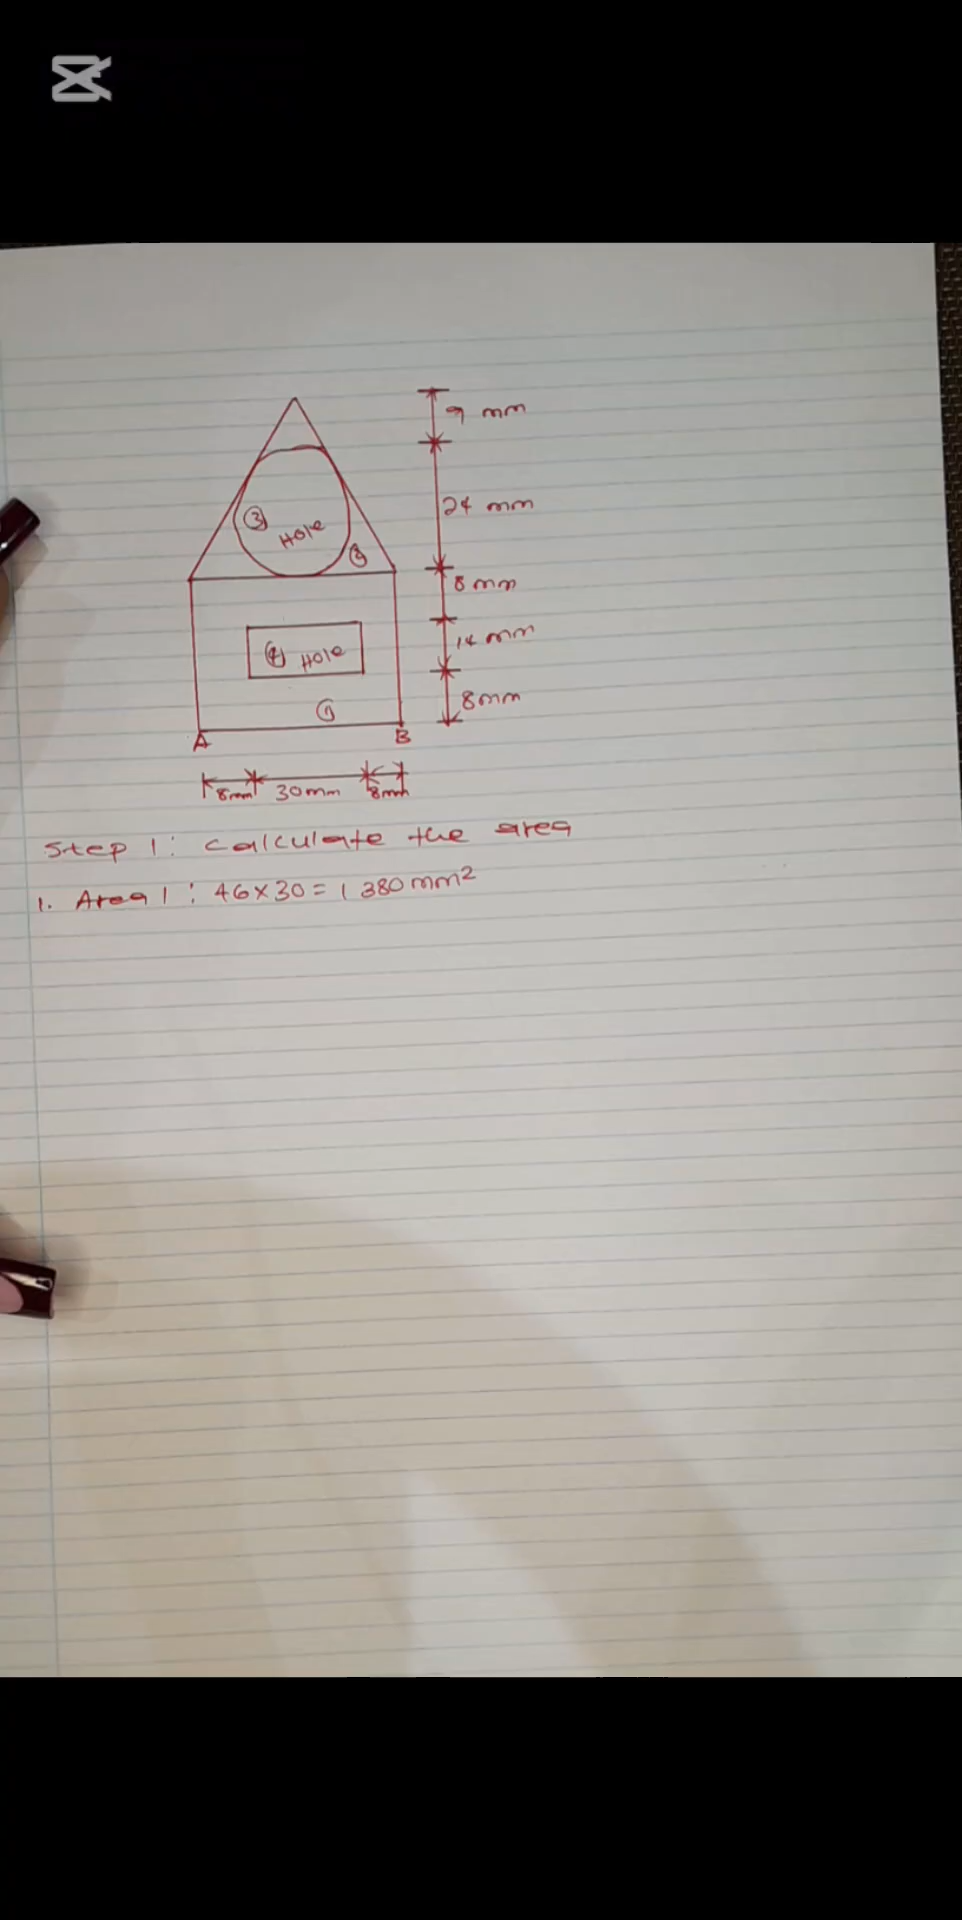 9 mm
24 mm
③ Hole
③
8 mm
14 mm
Hole
①
8mm
A B
8mm 30mm 8mm
Step 1: Calculate the area
1. Area 1 : 46 x 30 = 1 380 mm²